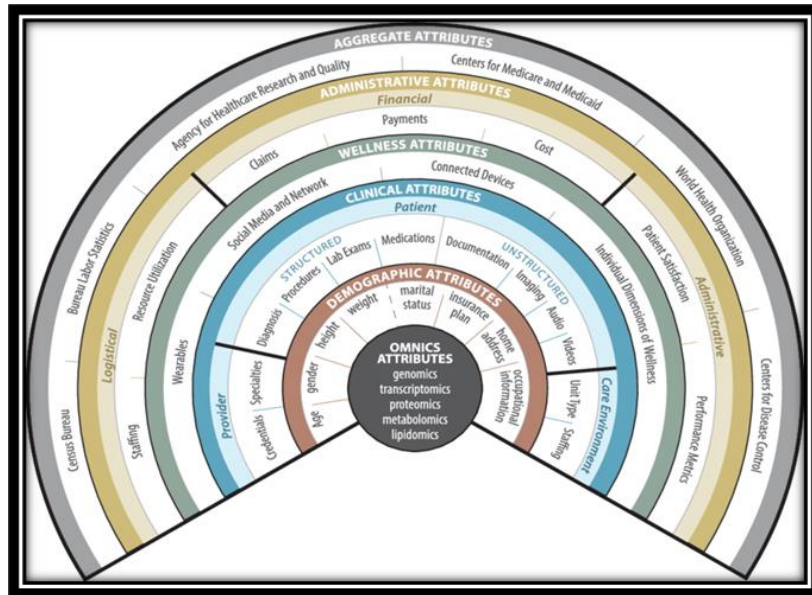 AGGREGATE ATTRIBUTES
Census Bureau
Bureau Labor Statistics
Agency for Healthcare Research and Quality
Centers for Medicare and Medicaid
World Health Organization
Centers for Disease Control
ADMINISTRATIVE ATTRIBUTES
Logistical
Financial
Administrative
Staffing
Resource Utilization
Claims
Payments
Cost
Patient Satisfaction
Performance Metrics
WELLNESS ATTRIBUTES
Wearables
Social Media and Network
Connected Devices
Individual Dimensions of Wellness
CLINICAL ATTRIBUTES
Provider
Patient
Care Environment
Credentials
Specialties
STRUCTURED
Diagnosis
Procedures
Lab Exams
Medications
UNSTRUCTURED
Documentation
Imaging
Audio
Videos
Unit Type
Staffing
DEMOGRAPHIC ATTRIBUTES
Age
gender
height
weight
marital
status
insurance
plan
home
address
occupational
information
OMNICS
ATTRIBUTES
genomics
transcriptomics
proteomics
metabolomics
lipidomics